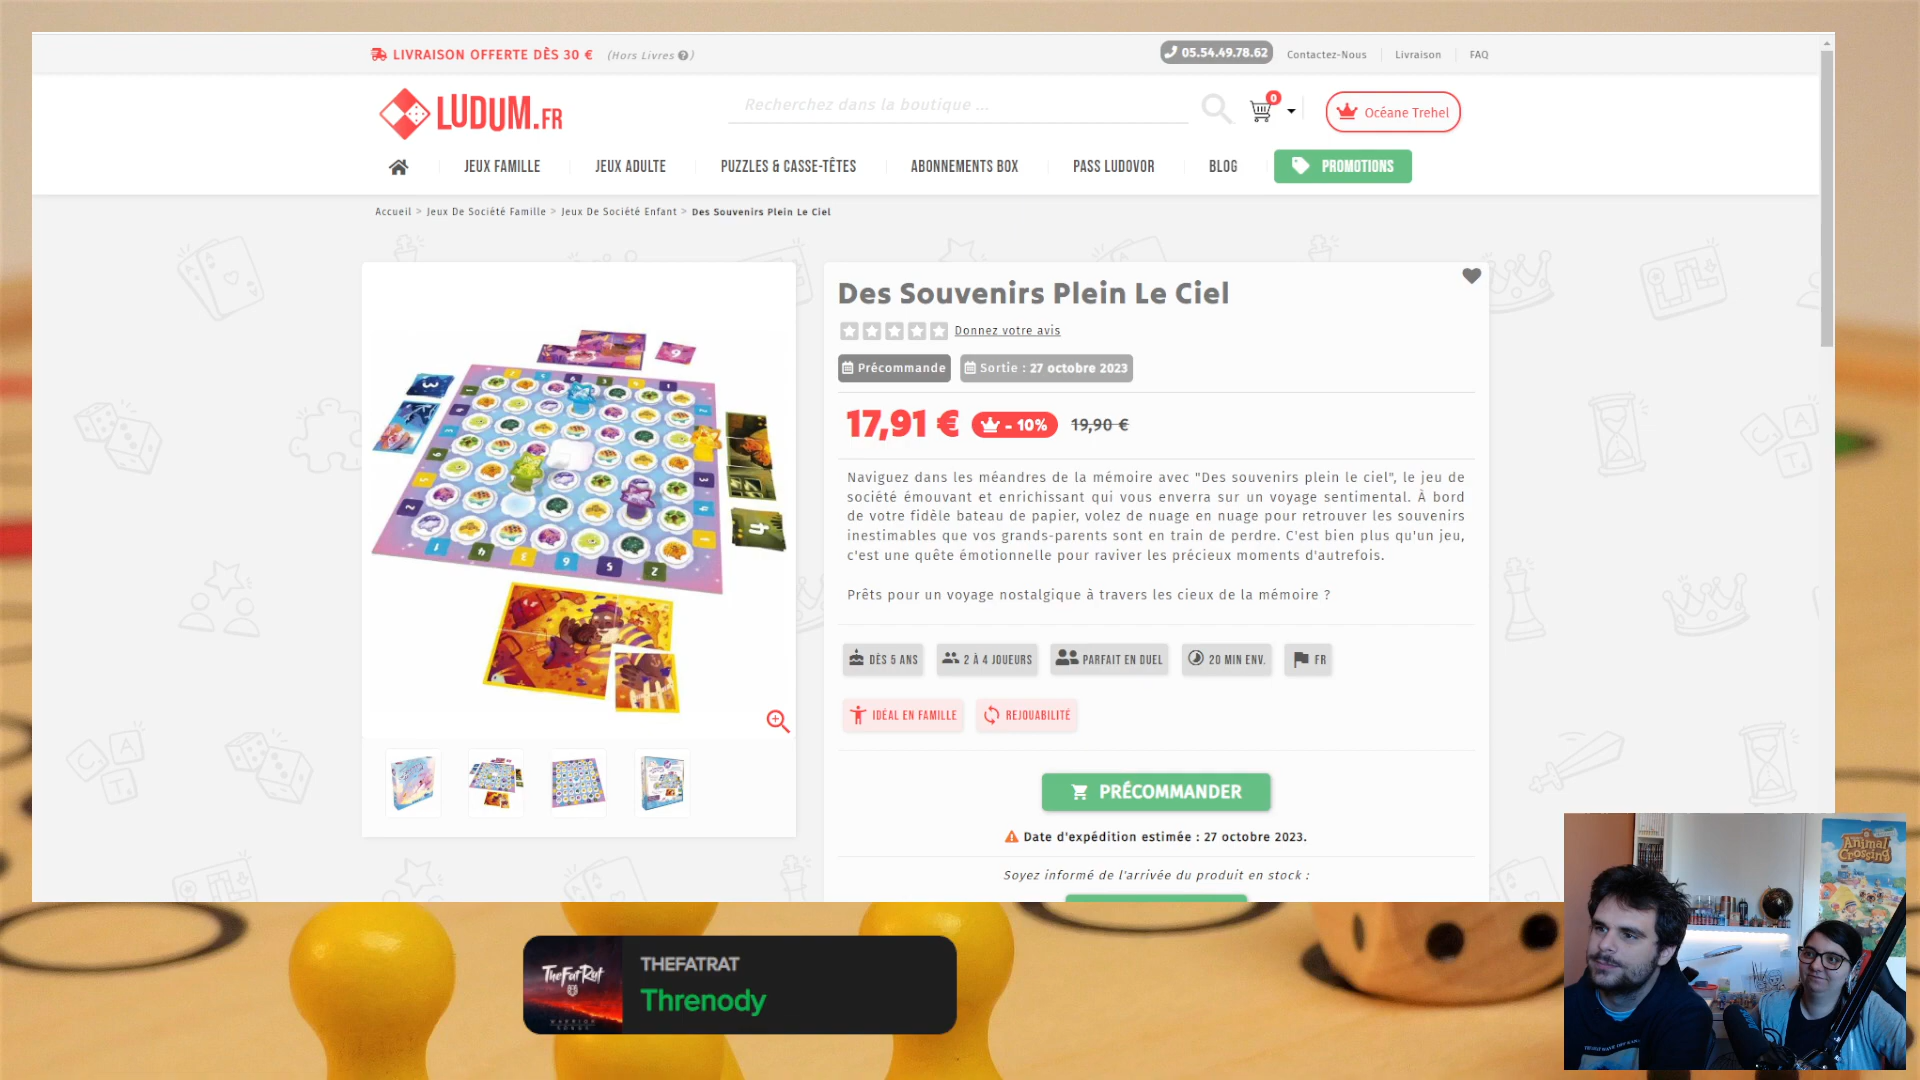 LIVRAISON OFFERTE DÈS 30 € (Hors Livres ?)
05.54.49.78.62 Contactez-Nous Livraison FAQ
LUDUM.FR
Recherchez dans la boutique ...
0
Océane Trehel
JEUX FAMILLE JEUX ADULTE PUZZLES & CASSE-TÊTES ABONNEMENTS BOX PASS LUDOVOR BLOG PROMOTIONS
Accueil > Jeux De Société Famille > Jeux De Société Enfant > Des Souvenirs Plein Le Ciel
Des Souvenirs Plein Le Ciel
Donnez votre avis
Précommande Sortie : 27 octobre 2023
17,91 € - 10% 19,90 €
Naviguez dans les méandres de la mémoire avec "Des souvenirs plein le ciel", le jeu de
société émouvant et enrichissant qui vous enverra sur un voyage sentimental. À bord
de votre fidèle bateau de papier, volez de nuage en nuage pour retrouver les souvenirs
inestimables que vos grands-parents sont en train de perdre. C'est bien plus qu'un jeu,
c'est une quête émotionnelle pour raviver les précieux moments d'autrefois.
Prêts pour un voyage nostalgique à travers les cieux de la mémoire ?
DÈS 5 ANS 2 À 4 JOUEURS PARFAIT EN DUEL 20 MIN ENV. FR
IDÉAL EN FAMILLE REJOUABILITÉ
PRÉCOMMANDER
Date d'expédition estimée : 27 octobre 2023.
Soyez informé de l'arrivée du produit en stock :
Animal
Crossing
TheFatRat
THEFATRAT
Threnody